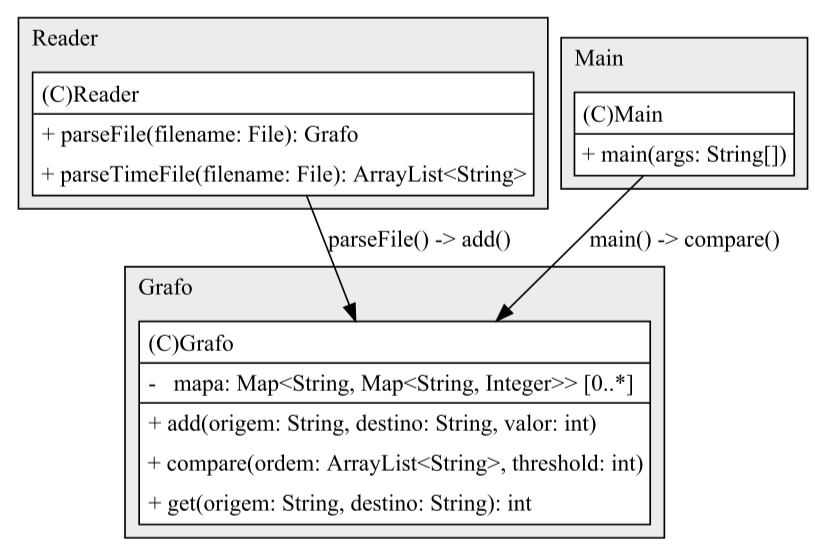 Reader
(C)Reader
+ parseFile(filename: File): Grafo
+ parseTimeFile(filename: File): ArrayList<String>
Main
(C)Main
+ main(args: String[])
parseFile() -> add()
main() -> compare()
Grafo
(C)Grafo
-   mapa: Map<String, Map<String, Integer>> [0..*]
+ add(origem: String, destino: String, valor: int)
+ compare(ordem: ArrayList<String>, threshold: int)
+ get(origem: String, destino: String): int